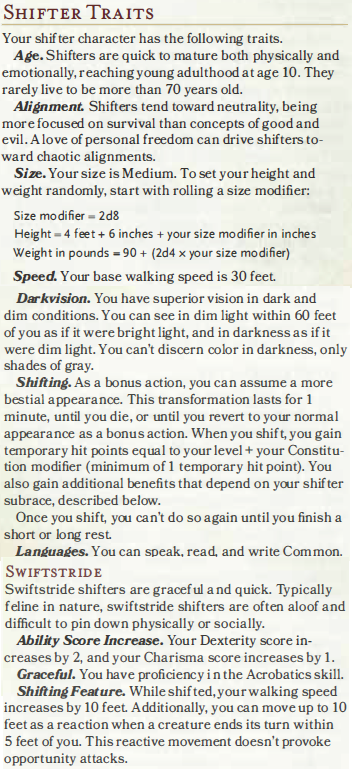 SHIFTER TRAITS
Your shifter character has the following traits.
Age. Shifters are quick to mature both physically and
emotionally, reaching young adulthood at age 10. They
rarely live to be more than 70 years old.
Alignment. Shifters tend toward neutrality, being
more focused on survival than concepts of good and
evil. A love of personal freedom can drive shifters to-
ward chaotic alignments.
Size. Your size is Medium. To set your height and
weight randomly, start with rolling a size modifier:
Size modifier = 2d8
Height = 4 feet + 6 inches + your size modifier in inches
Weight in pounds = 90 + (2d4 x your size modifier)
Speed. Your base walking speed is 30 feet.
Darkvision. You have superior vision in dark and
dim conditions. You can see in dim light within 60 feet
of you as if it were bright light, and in darkness as if it
were dim light. You can't discern color in darkness, only
shades of gray.
Shifting. As a bonus action, you can assume a more
bestial appearance. This transformation lasts for 1
minute, until you die, or until you revert to your normal
appearance as a bonus action. When you shift, you gain
temporary hit points equal to your level + your Constitu-
tion modifier (minimum of 1 temporary hit point). You
also gain additional benefits that depend on your shifter
subrace, described below.
Once you shift, you can't do so again until you finish a
short or long rest.
Languages. You can speak, read, and write Common.
SWIFTSTRIDE
Swiftstride shifters are graceful and quick. Typically
feline in nature, swiftstride shifters are often aloof and
difficult to pin down physically or socially.
Ability Score Increase. Your Dexterity score in-
creases by 2, and your Charisma score increases by 1.
Graceful. You have proficiency in the Acrobatics skill.
Shifting Feature. While shifted, your walking speed
increases by 10 feet. Additionally, you can move up to 10
feet as a reaction when a creature ends its turn within
5 feet of you. This reactive movement doesn't provoke
opportunity attacks.